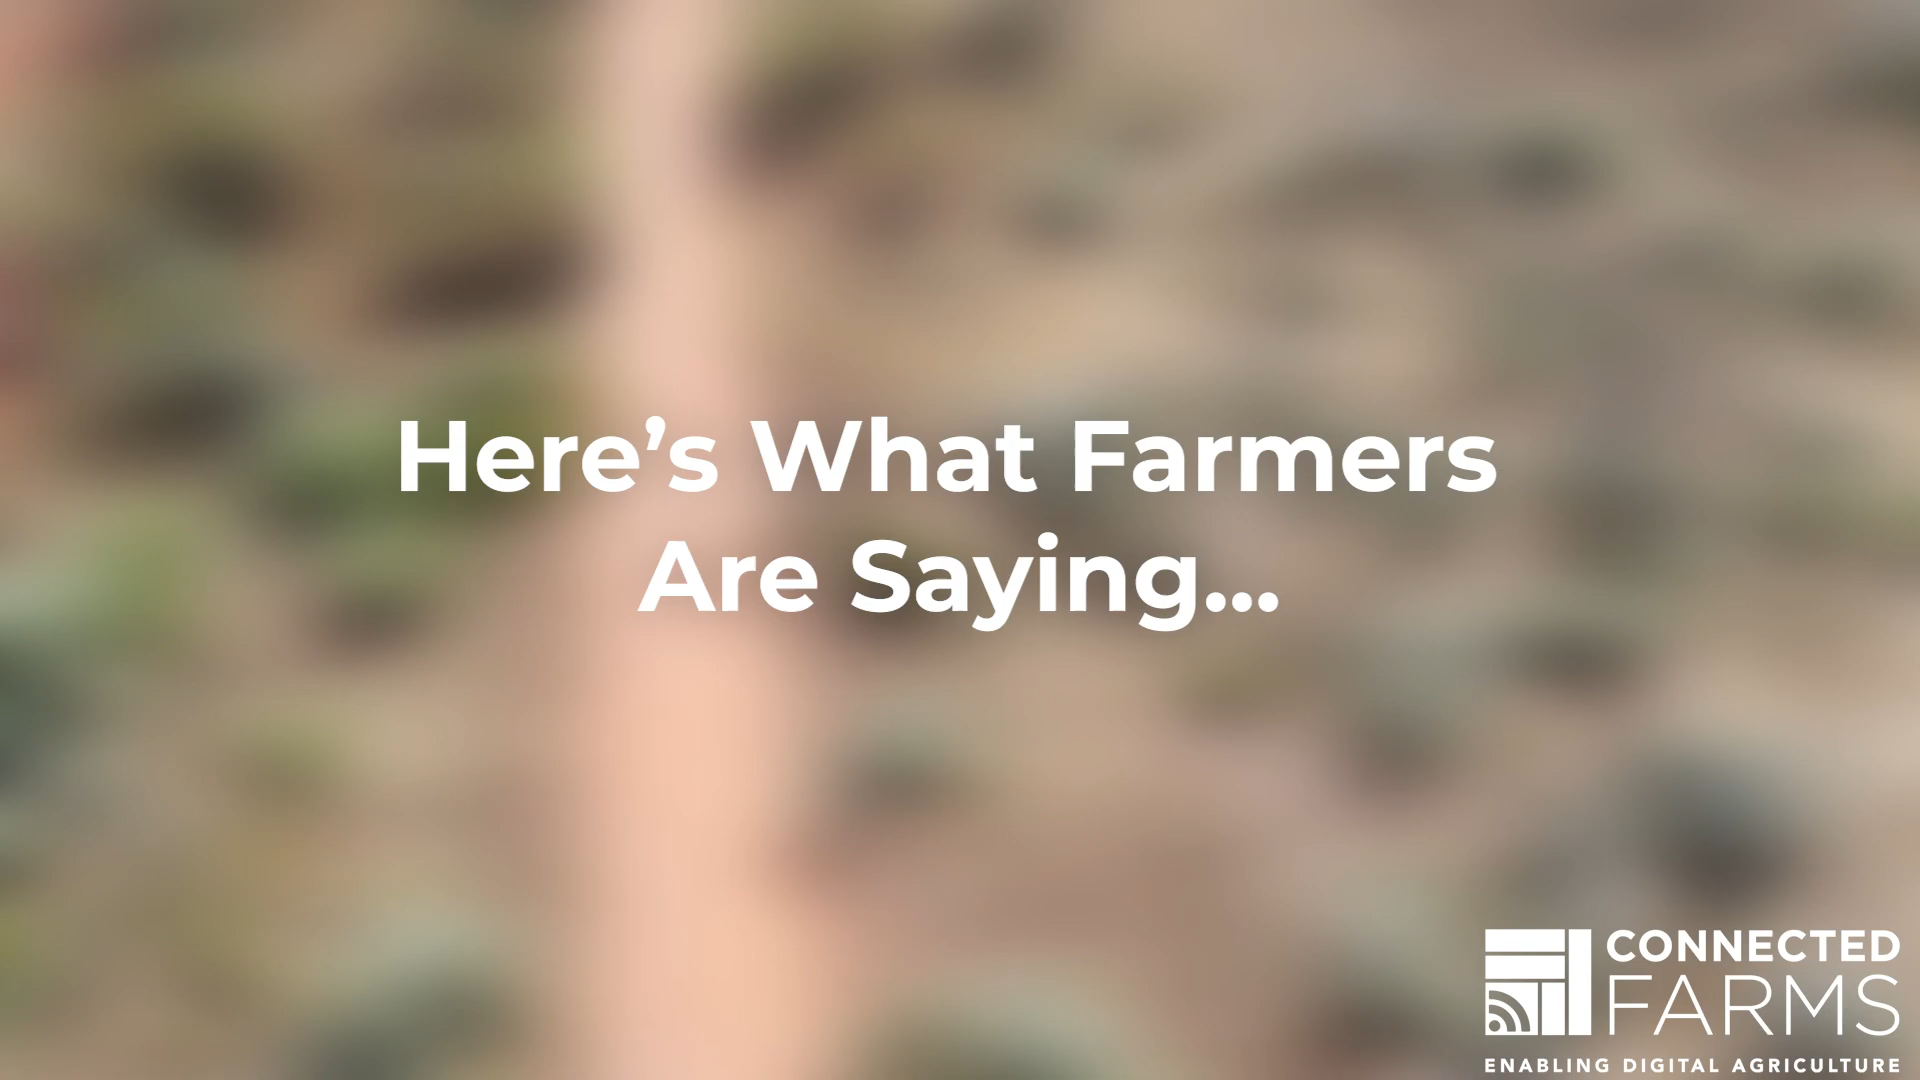 Here’s What Farmers
Are Saying...
CONNECTED
FARMS
ENABLING DIGITAL AGRICULTURE